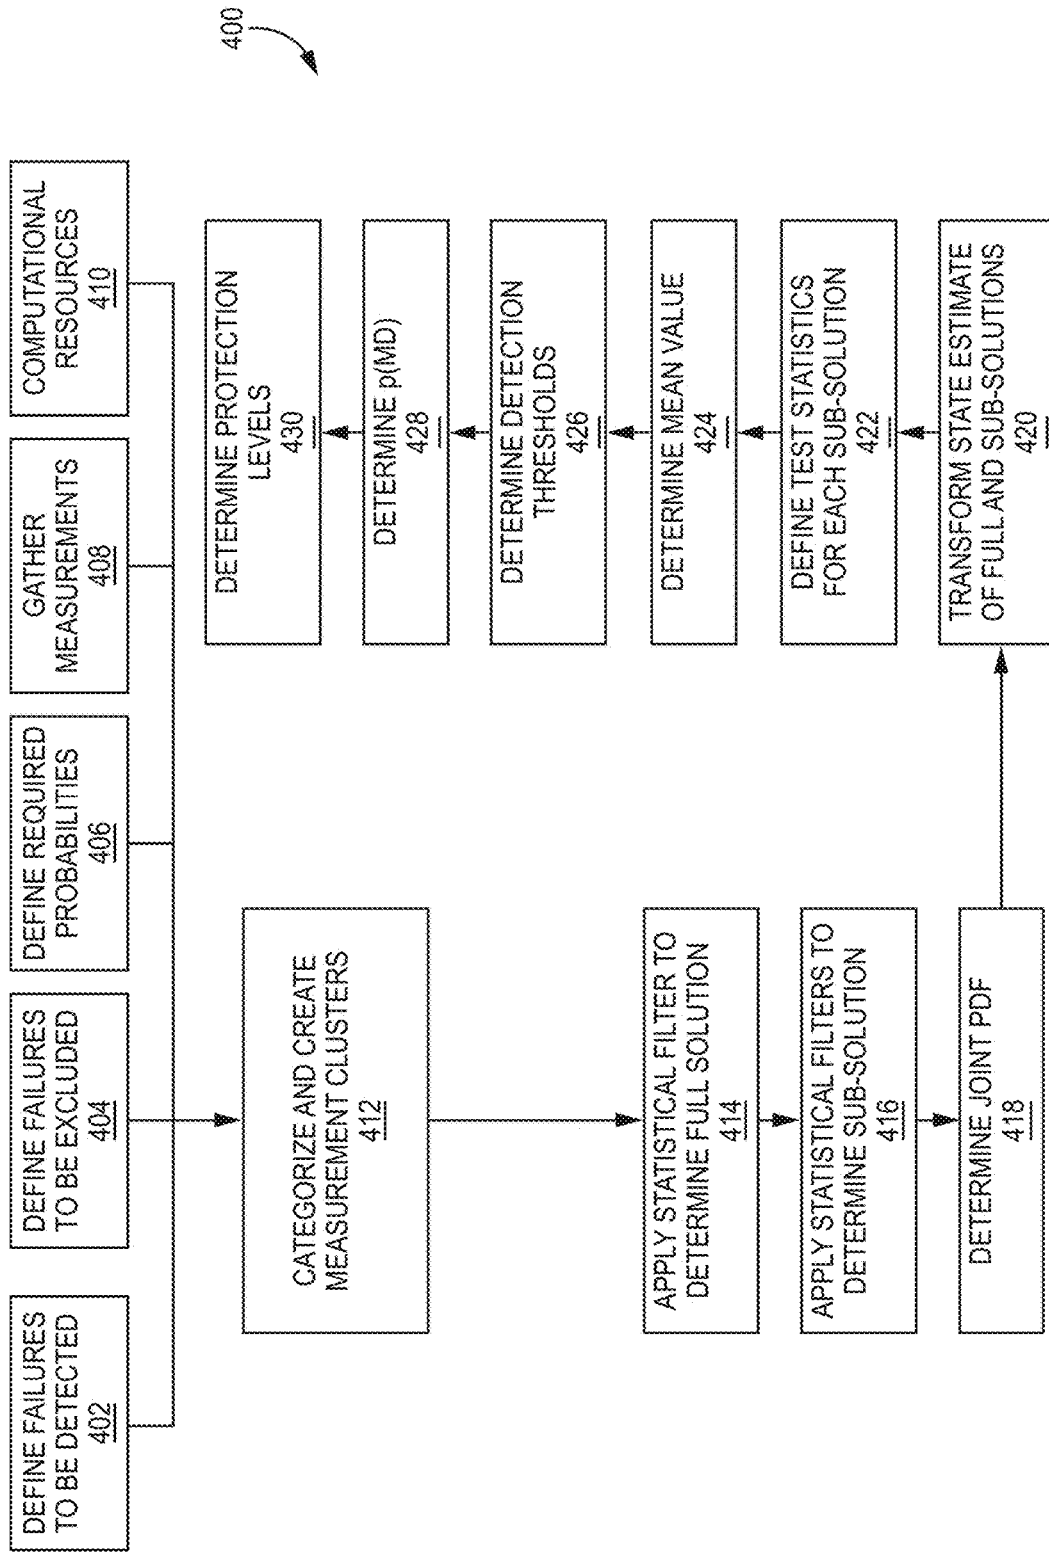 400
DEFINE FAILURES
TO BE DETECTED
402
DEFINE FAILURES
TO BE EXCLUDED
404
DEFINE REQUIRED
PROBABILITIES
406
GATHER
MEASUREMENTS
408
COMPUTATIONAL
RESOURCES
410
CATEGORIZE AND CREATE
MEASUREMENT CLUSTERS
412
APPLY STATISTICAL FILTER TO
DETERMINE FULL SOLUTION
414
APPLY STATISTICAL FILTERS TO
DETERMINE SUB-SOLUTION
416
DETERMINE JOINT PDF
418
TRANSFORM STATE ESTIMATE
OF FULL AND SUB-SOLUTIONS
420
DEFINE TEST STATISTICS
FOR EACH SUB-SOLUTION
422
DETERMINE MEAN VALUE
424
DETERMINE DETECTION
THRESHOLDS
426
DETERMINE p(MD)
428
DETERMINE PROTECTION
LEVELS
430